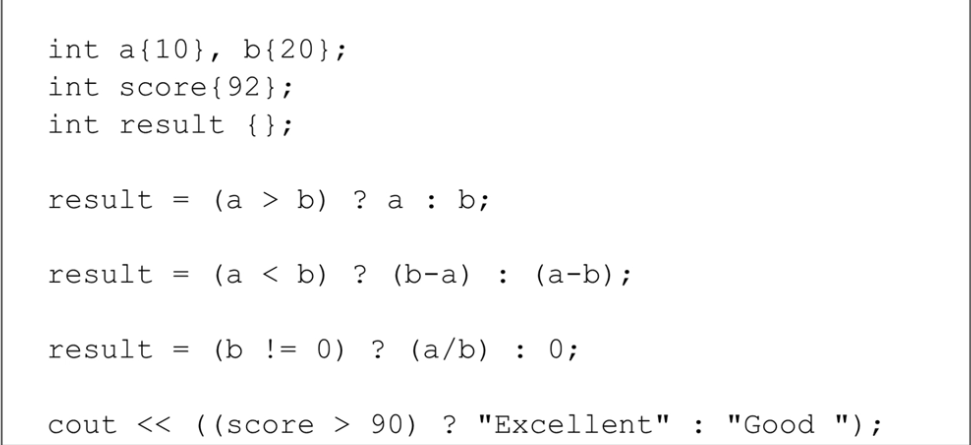 int a{10}, b{20};
int score{92};
int result {};
result = (a > b) ? a : b;
result = (a < b) ? (b-a) : (a-b);
result = (b != 0) ? (a/b) : 0;
cout << ((score > 90) ? "Excellent" : "Good ");